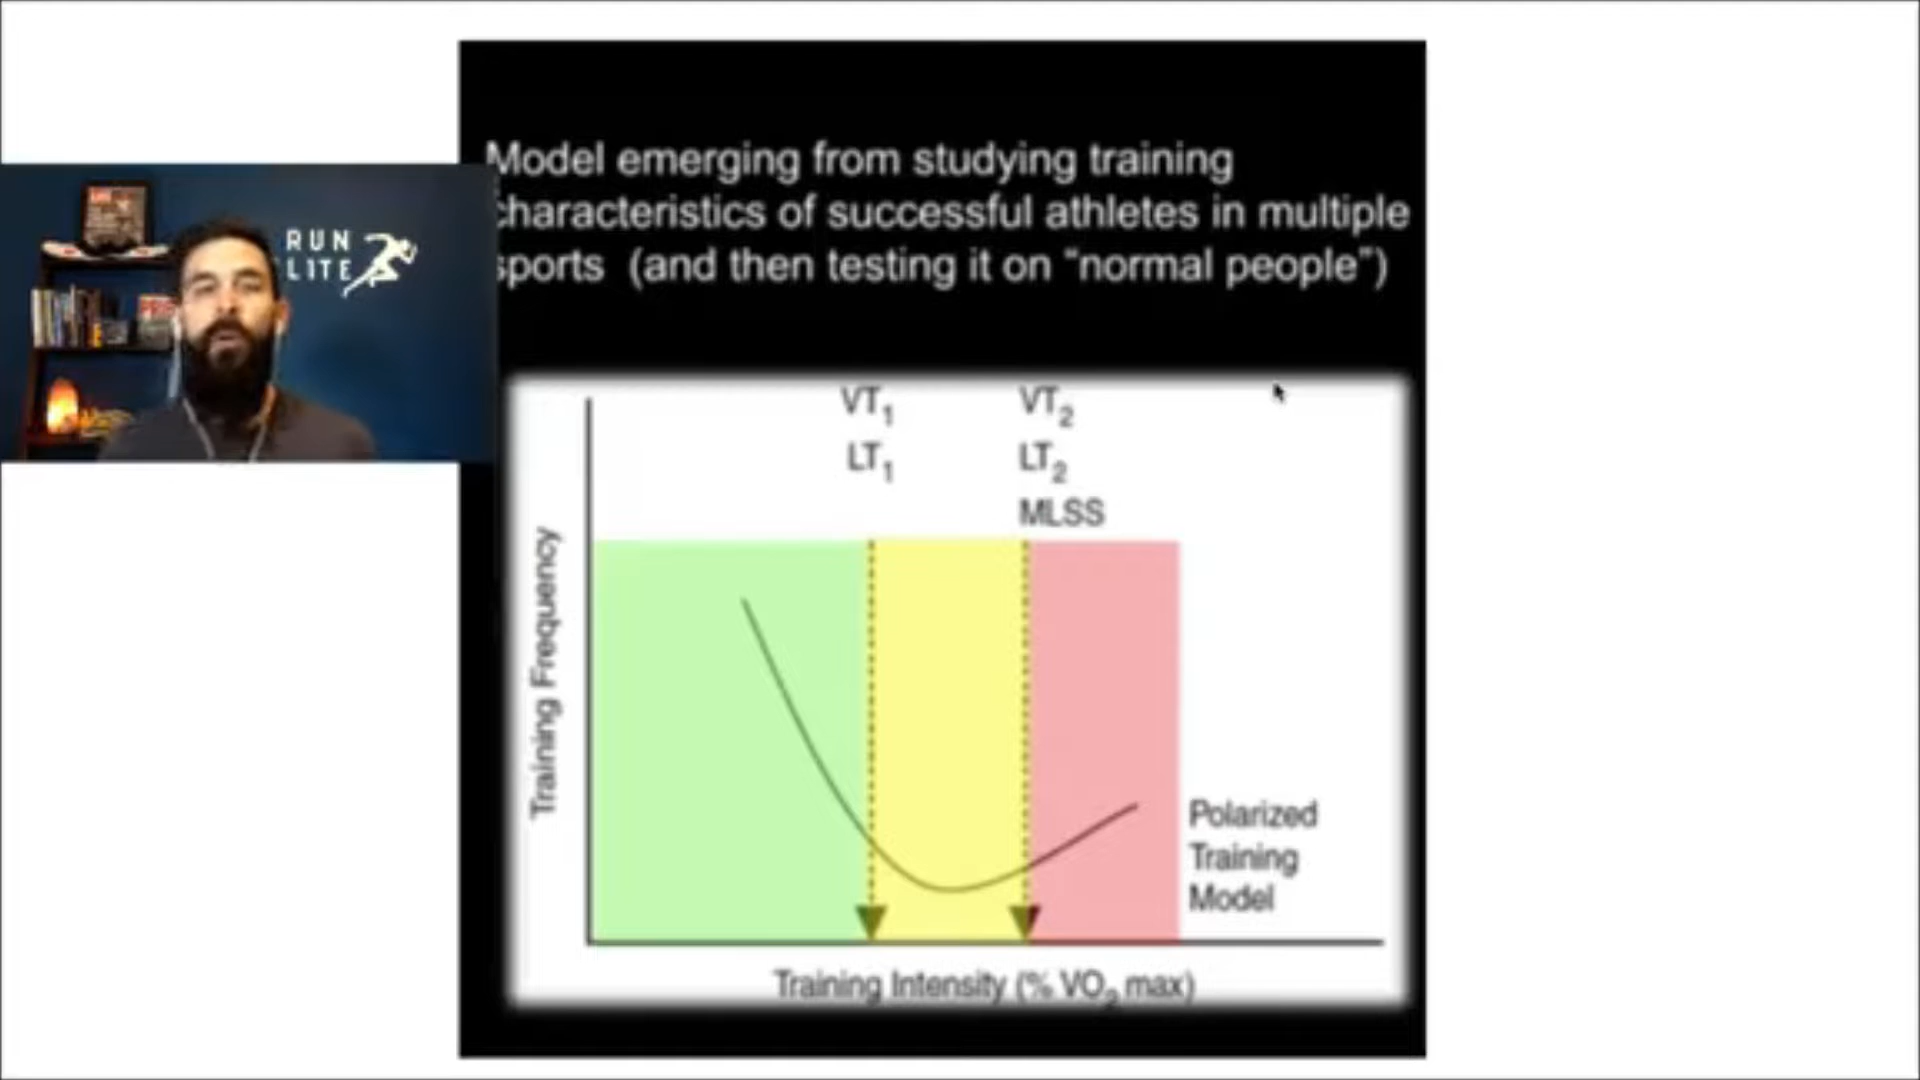 Model emerging from studying training
characteristics of successful athletes in multiple
sports (and then testing it on “normal people”)
RUN
LITE
VT1
VT2
LT1
LT2
MLSS
Training Frequency
Polarized
Training
Model
Training Intensity (% VO2 max)